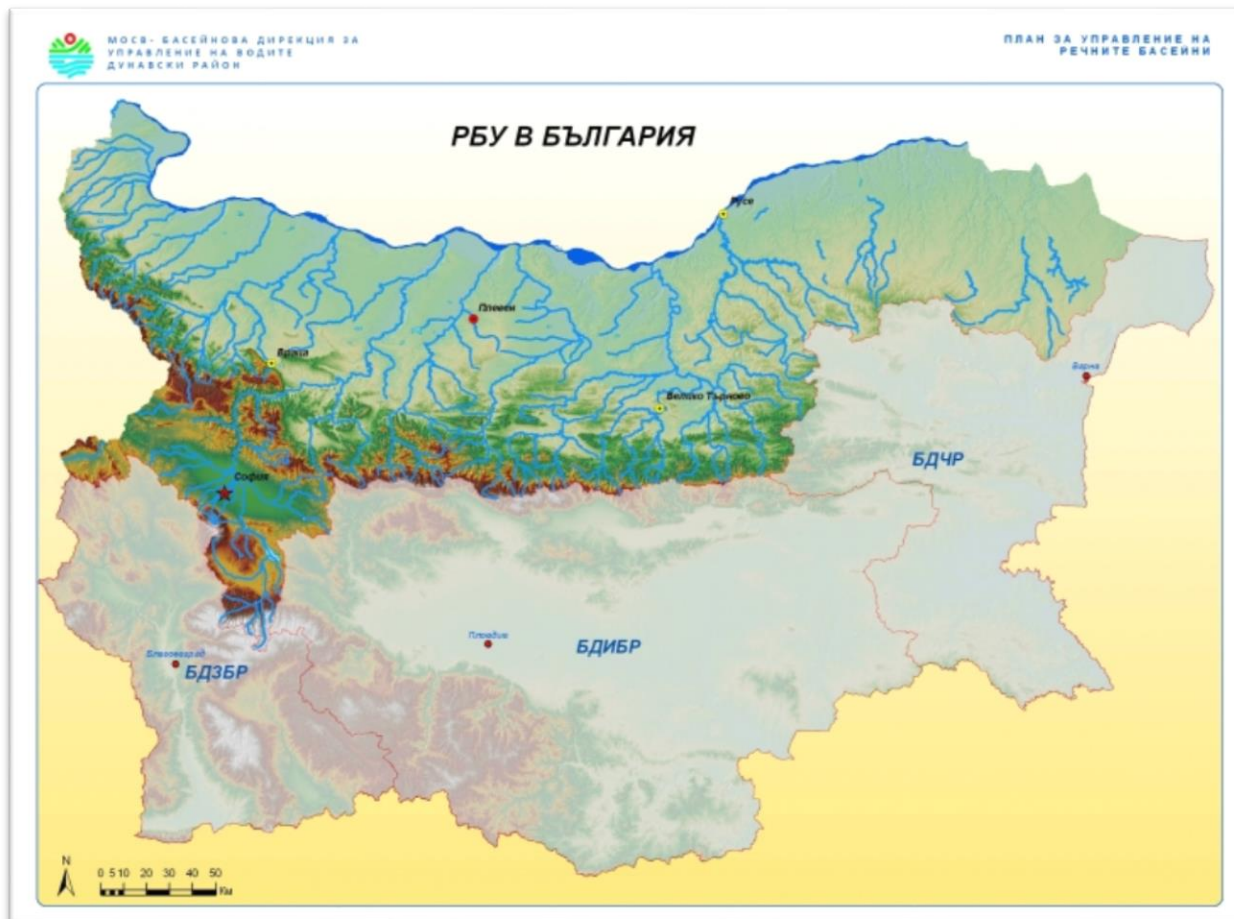 МОСВ- БАСЕЙНОВА ДИРЕКЦИЯ ЗА
УПРАВЛЕНИЕ НА ВОДИТЕ
ДУНАВСКИ РАЙОН
ПЛАН ЗА УПРАВЛЕНИЕ НА
РЕЧНИТЕ БАСЕЙНИ
РБУ В БЪЛГАРИЯ
Русе
Плевен
Враца
Варна
Велико Търново
БДЧР
София
Пловдив
БДИБР
Благоевград
БДЗБР
N
0 5 10 20 30 40 50
Км